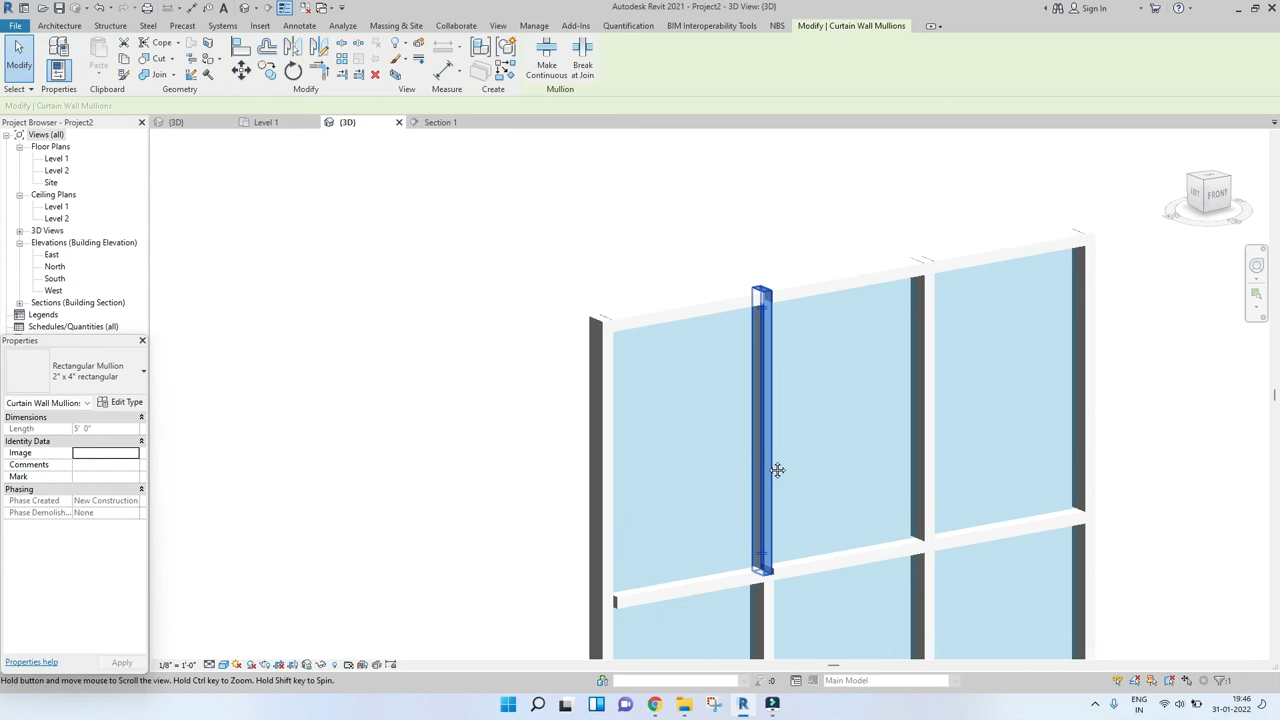 Autodesk Revit 2021 - Project2 - 3D View: {3D}
Sign In
File Architecture Structure Steel Precast Systems Insert Annotate Analyze Massing & Site Collaborate View Manage Add-Ins Quantification BIM Interoperability Tools NBS Modify | Curtain Wall Mullions
Modify
Paste
Cope
Cut
Join
Make Continuous
Break at Join
Select Properties Clipboard Geometry Modify View Measure Create Mullion
Modify | Curtain Wall Mullions
Project Browser - Project2
{3D}
Level 1
{3D}
Section 1
Views (all)
Floor Plans
Level 1
Level 2
Site
Ceiling Plans
Level 1
Level 2
3D Views
Elevations (Building Elevation)
East
North
South
West
Sections (Building Section)
Legends
Schedules/Quantities (all)
FRONT
Properties
Rectangular Mullion
2" x 4" rectangular
Curtain Wall Mullions
Edit Type
Dimensions
Length 5' 0"
Identity Data
Image
Comments
Mark
Phasing
Phase Created New Construction
Phase Demolish... None
Properties help
Apply
1/8" = 1'-0"
Hold button and move mouse to Scroll the view. Hold Ctrl key to Zoom. Hold Shift key to Spin.
:0
Main Model
:1
ENG
IN
19:46
31-01-2022